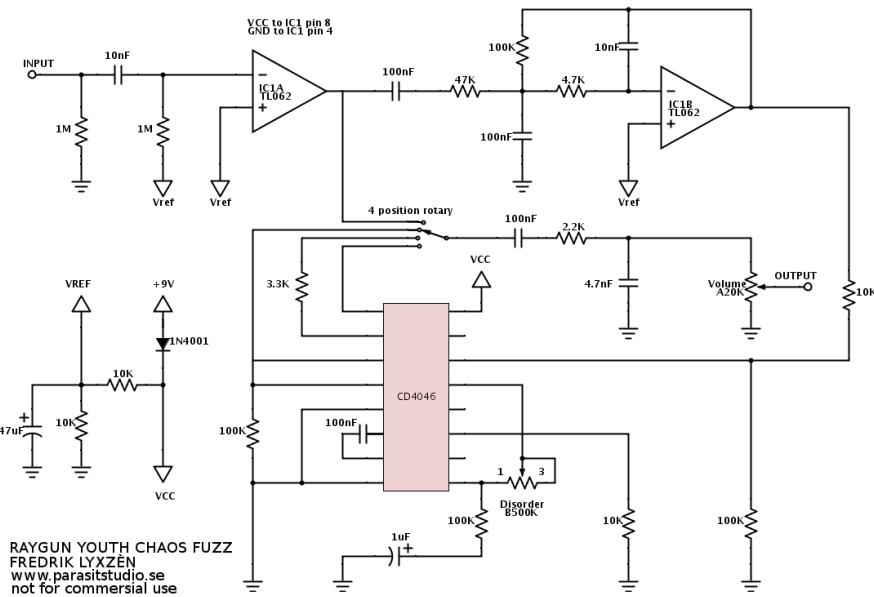 VCC to IC1 pin 8
GND to IC1 pin 4
INPUT
10nF
1M
1M
Vref
Vref
IC1A
TL062
100nF
47K
100K
10nF
4.7K
100nF
IC1B
TL062
Vref
4 position rotary
100nF
2.2K
3.3K
VCC
4.7nF
Volume
A20K
OUTPUT
10K
VREF
+9V
1N4001
10K
10K
47uF
+
VCC
100K
100nF
CD4046
1
3
Disorder
B500K
100K
1uF
+
10K
100K
RAYGUN YOUTH CHAOS FUZZ
FREDRIK LYXZÈN
www.parasitstudio.se
not for commersial use